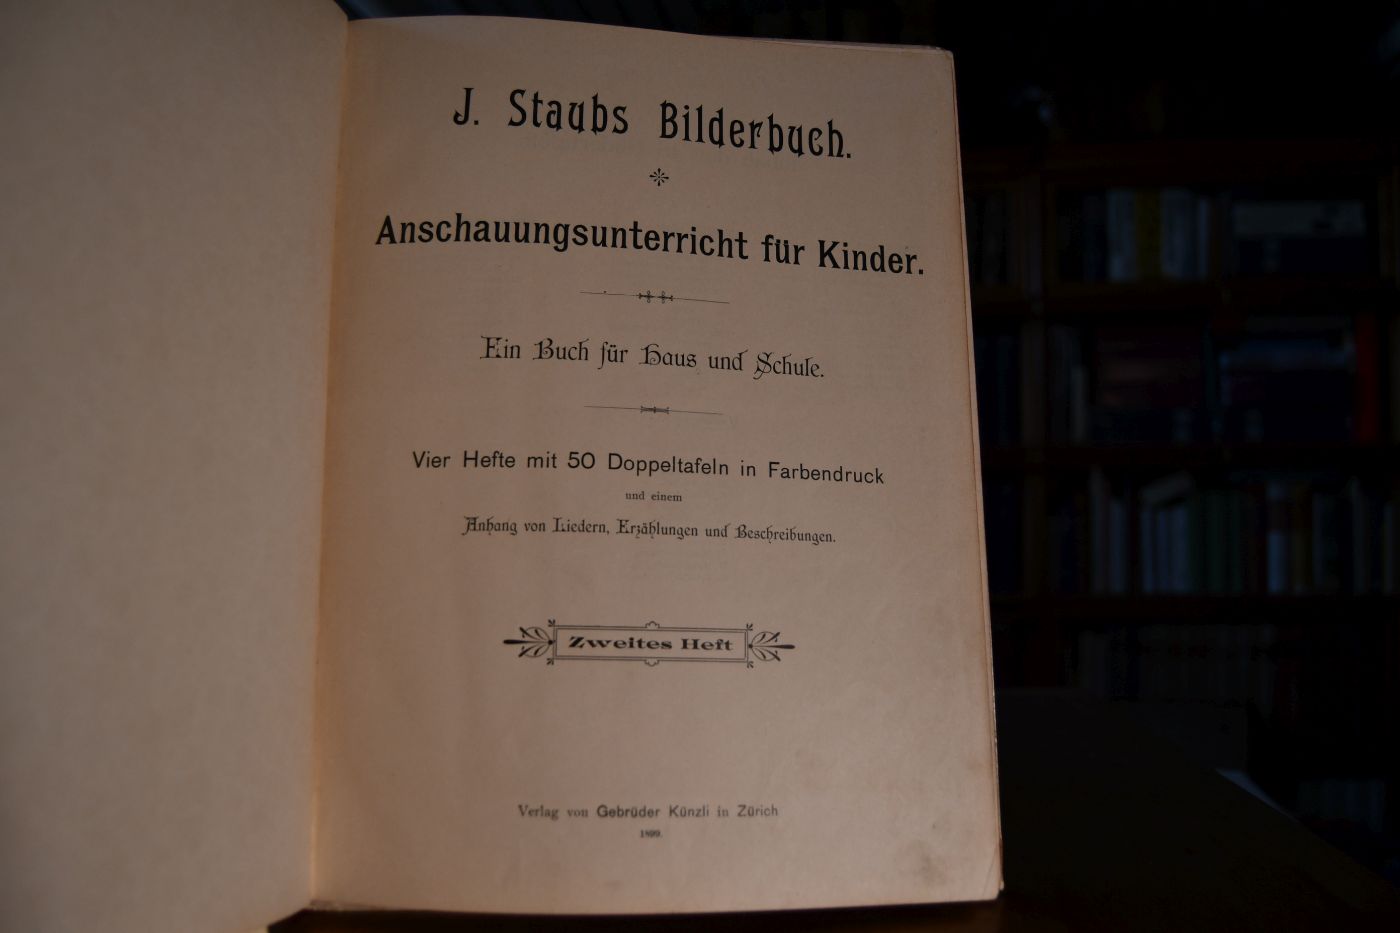 J. Staubs Bilderbuch.
Anschauungsunterricht für Kinder.
Ein Buch für Haus und Schule.
Vier Hefte mit 50 Doppeltafeln in Farbendruck
und einem
Anhang von Liedern, Erzählungen und Beschreibungen.
Zweites Heft
Verlag von Gebrüder Künzli in Zürich
1899.